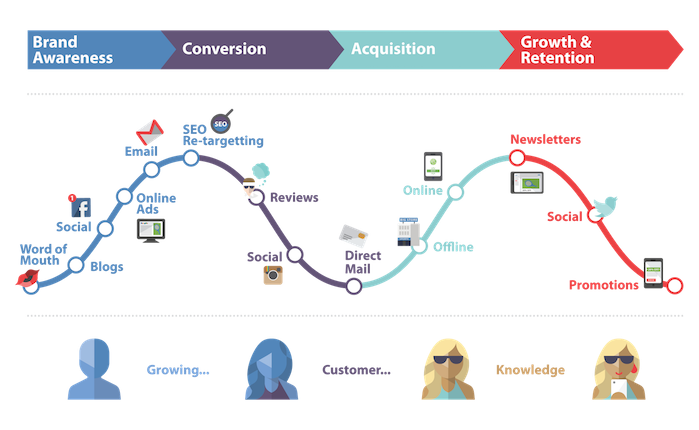 Brand
Awareness
Conversion
Acquisition
Growth &
Retention
Word of
Mouth
Blogs
Social
1
Online
Ads
Email
SEO
Re-targetting
SEO
Reviews
Social
Direct
Mail
Offline
Online
Newsletters
Social
Promotions
Growing...
Customer...
Knowledge